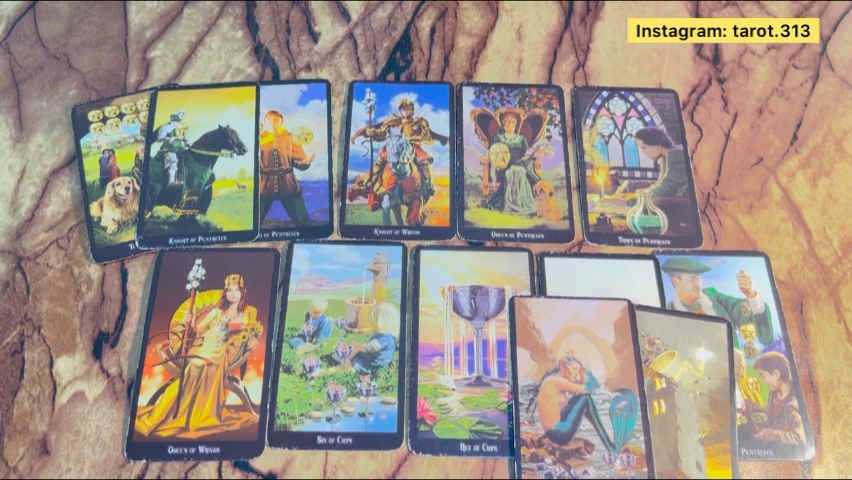 Instagram: tarot.313
Knight of Pentacles
of Pentacles
Knight of Wands
Queen of Pentacles
Three of Pentacles
Queen of Wands
Six of Cups
Ace of Cups
Pentacles